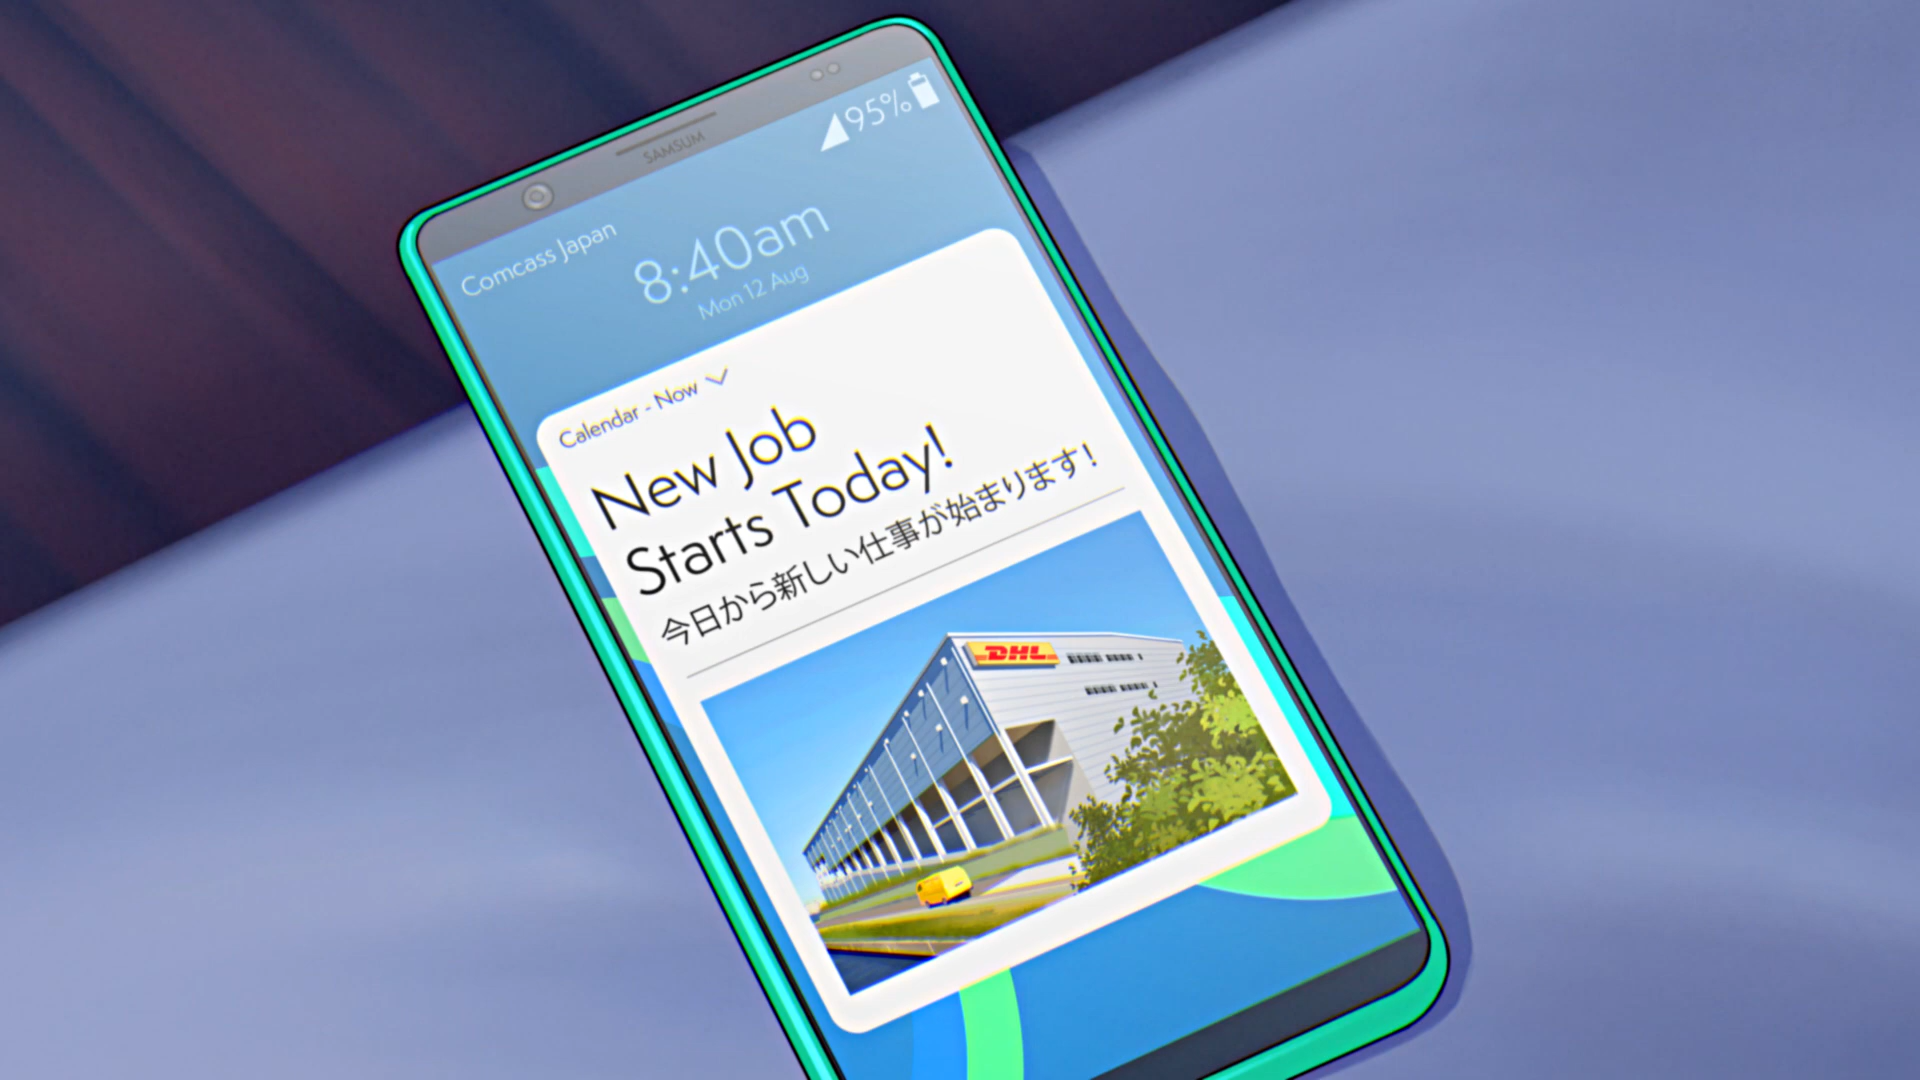 95%
SAMSUM
Comcass Japan
8:40am
Mon 12 Aug
Calendar - Now
New Job
Starts Today!
今日から新しい仕事が始まります!
DHL